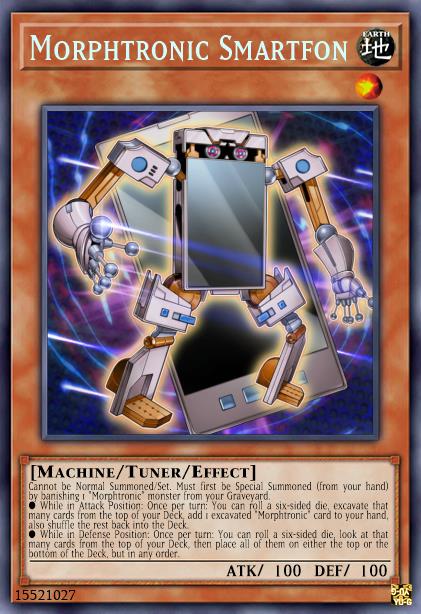 MORPHTRONIC SMARTFON
EARTH
地
[MACHINE/TUNER/EFFECT]
Cannot be Normal Summoned/Set. Must first be Special Summoned (from your hand)
by banishing 1 "Morphtronic" monster from your Graveyard.
● While in Attack Position: Once per turn: You can roll a six-sided die, excavate that
many cards from the top of your Deck, add 1 excavated "Morphtronic" card to your hand,
also shuffle the rest back into the Deck.
● While in Defense Position: Once per turn: You can roll a six-sided die, look at that
many cards from the top of your Deck, then place all of them on either the top or the
bottom of the Deck, but in any order.
ATK/ 100 DEF/ 100
15521027